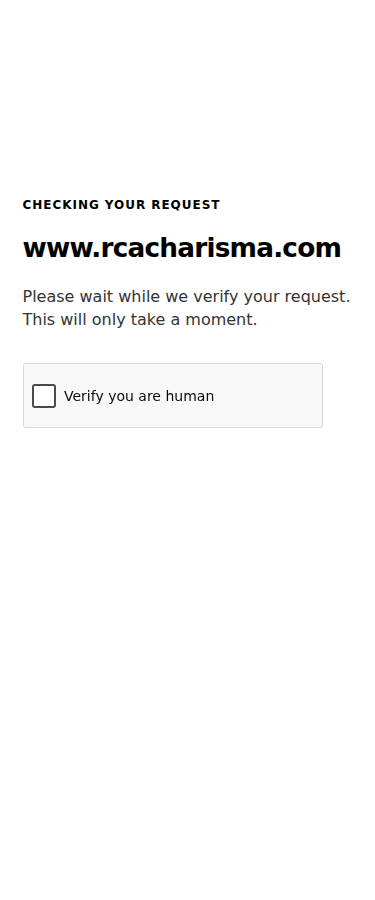 CHECKING YOUR REQUEST
www.rcacharisma.com
Please wait while we verify your request.
This will only take a moment.
Verify you are human